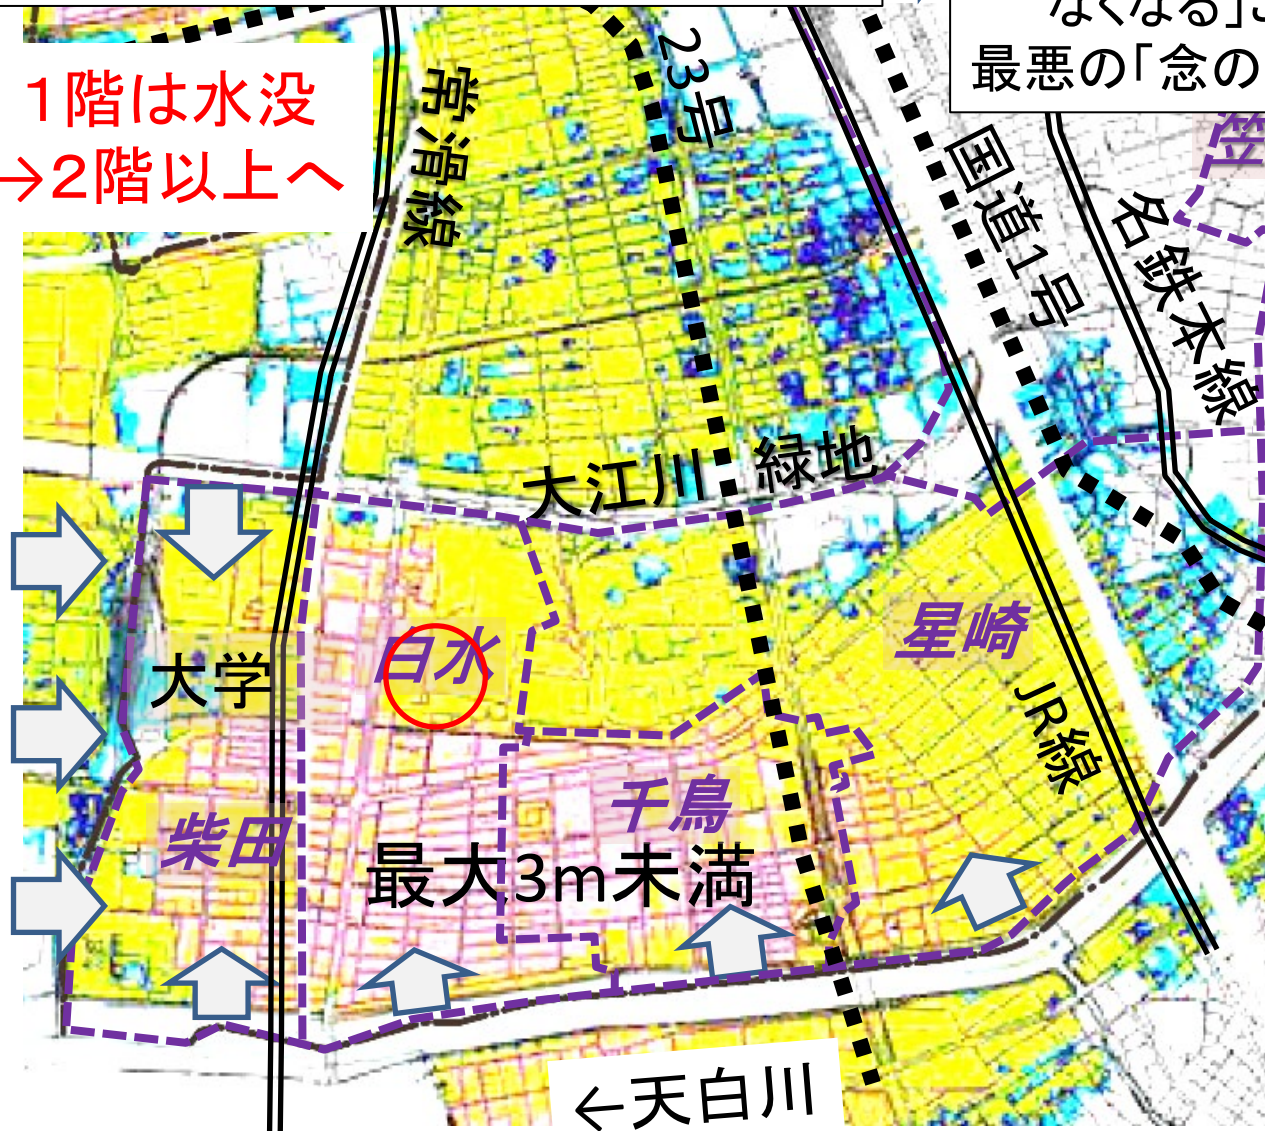 なくなる」
最悪の「念の
1階は水没
→2階以上へ
常滑線
23号
国道1号
笠
名鉄本線
大江川 緑地
白水
星崎
大学
JR線
千鳥
柴田
最大3m未満
←天白川